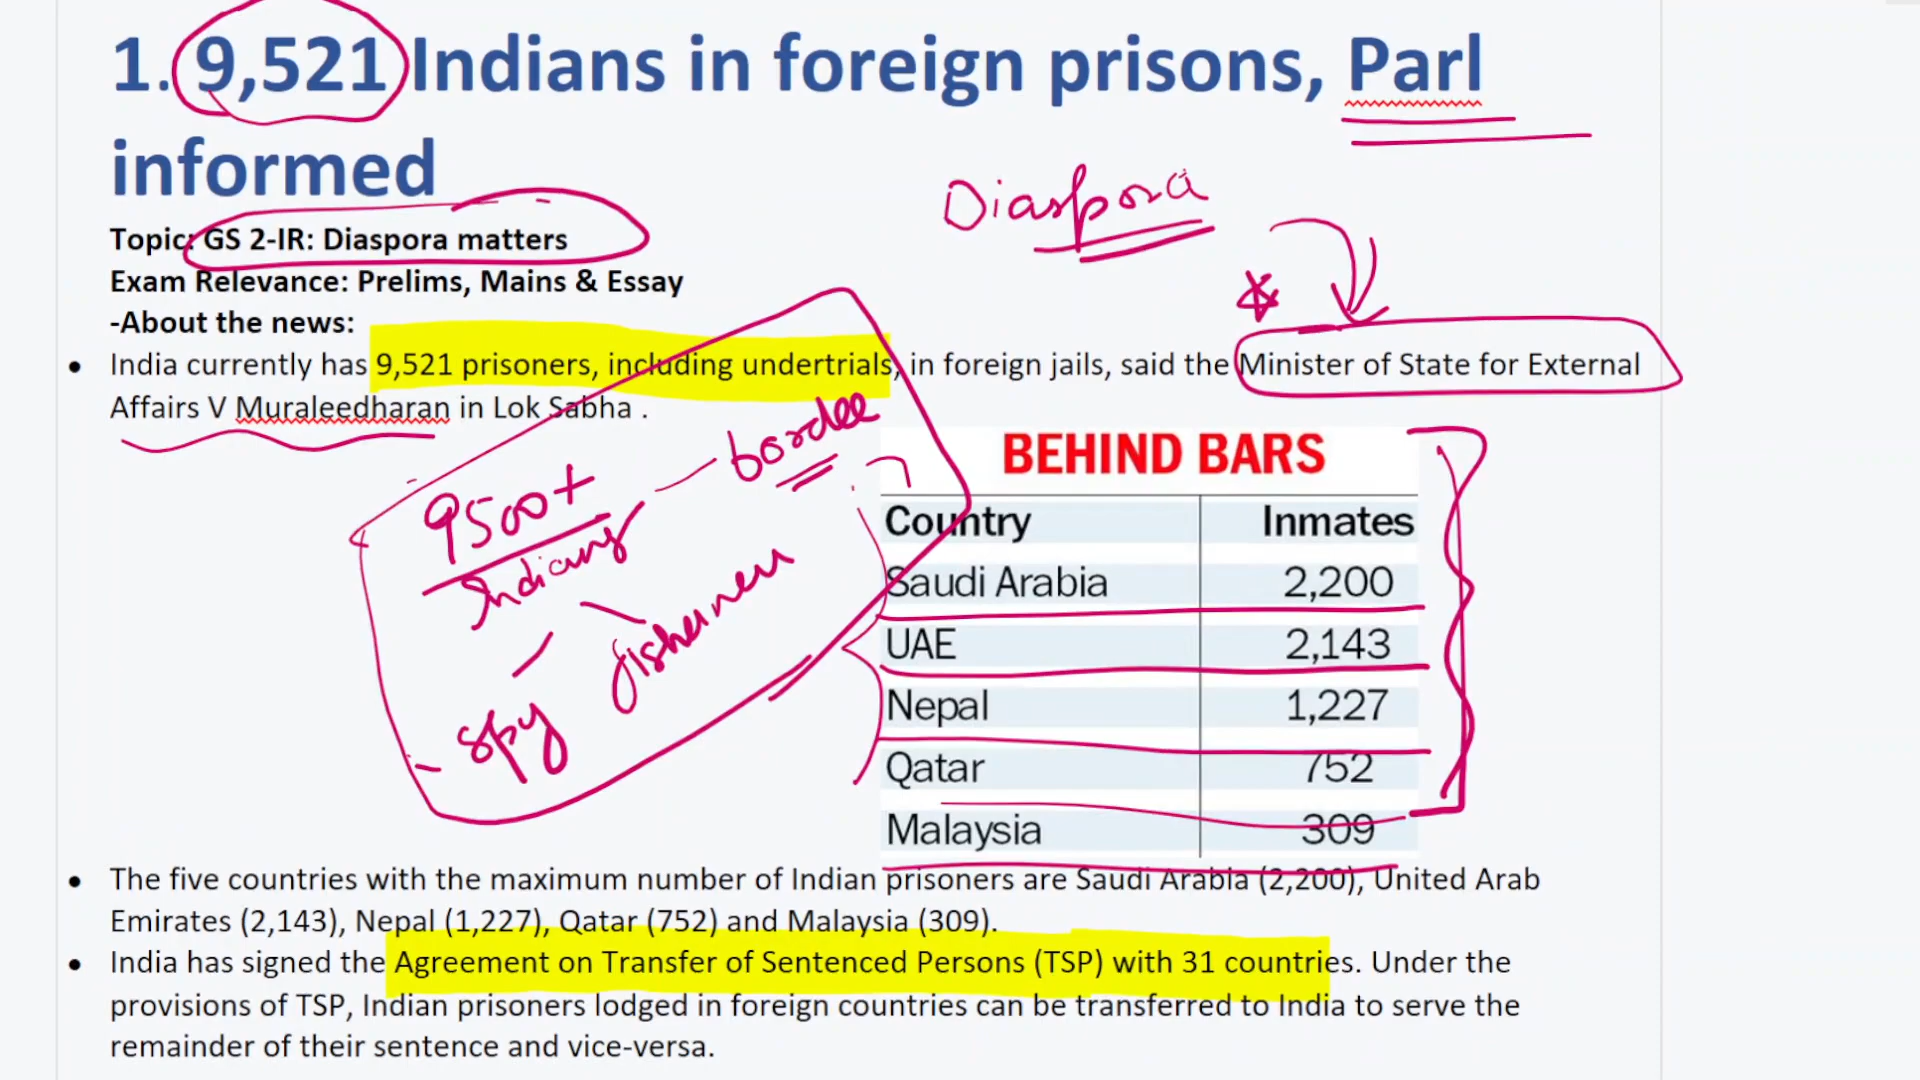 1. 9,521 Indians in foreign prisons, Parl
informed
Diaspora
Topic: GS 2-IR: Diaspora matters
Exam Relevance: Prelims, Mains & Essay
-About the news:
• India currently has 9,521 prisoners, including undertrials, in foreign jails, said the Minister of State for External
Affairs V Muraleedharan in Lok Sabha .
9500+
Indians
fishermen
spy
BEHIND BARS
Country Inmates
Saudi Arabia 2,200
UAE 2,143
Nepal 1,227
Qatar 752
Malaysia 309
• The five countries with the maximum number of Indian prisoners are Saudi Arabia (2,200), United Arab
Emirates (2,143), Nepal (1,227), Qatar (752) and Malaysia (309).
• India has signed the Agreement on Transfer of Sentenced Persons (TSP) with 31 countries. Under the
provisions of TSP, Indian prisoners lodged in foreign countries can be transferred to India to serve the
remainder of their sentence and vice-versa.